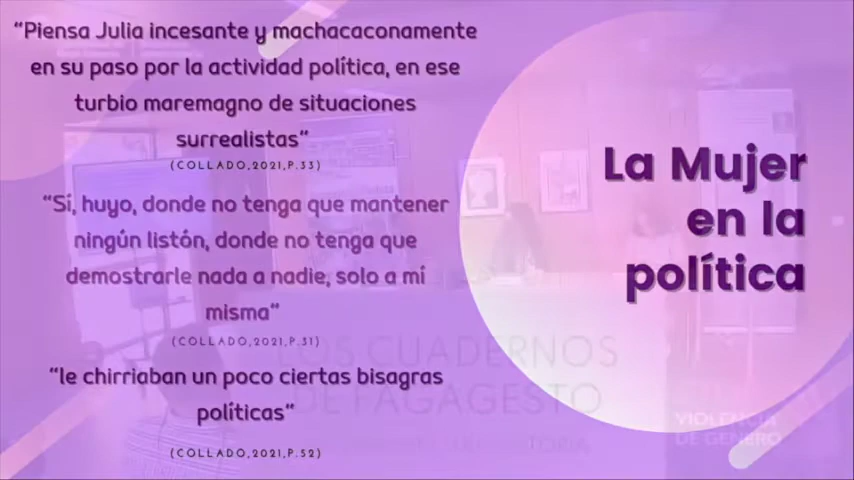 “Piensa Julia incesante y machacaconamente
en su paso por la actividad política, en ese
turbio maremagno de situaciones
surrealistas“
(COLLADO,2021,P.33)
“Sí, huyo, donde no tenga que mantener
ningún listón, donde no tenga que
demostrarle nada a nadie, solo a mí
misma”
(COLLADO,2021,P.31)
“le chirriaban un poco ciertas bisagras
políticas”
(COLLADO,2021,P.52)
La Mujer
en la
política
LOS CUADERNOS
DE FAGAGESTO
VIOLENCIA
DE GÉNERO